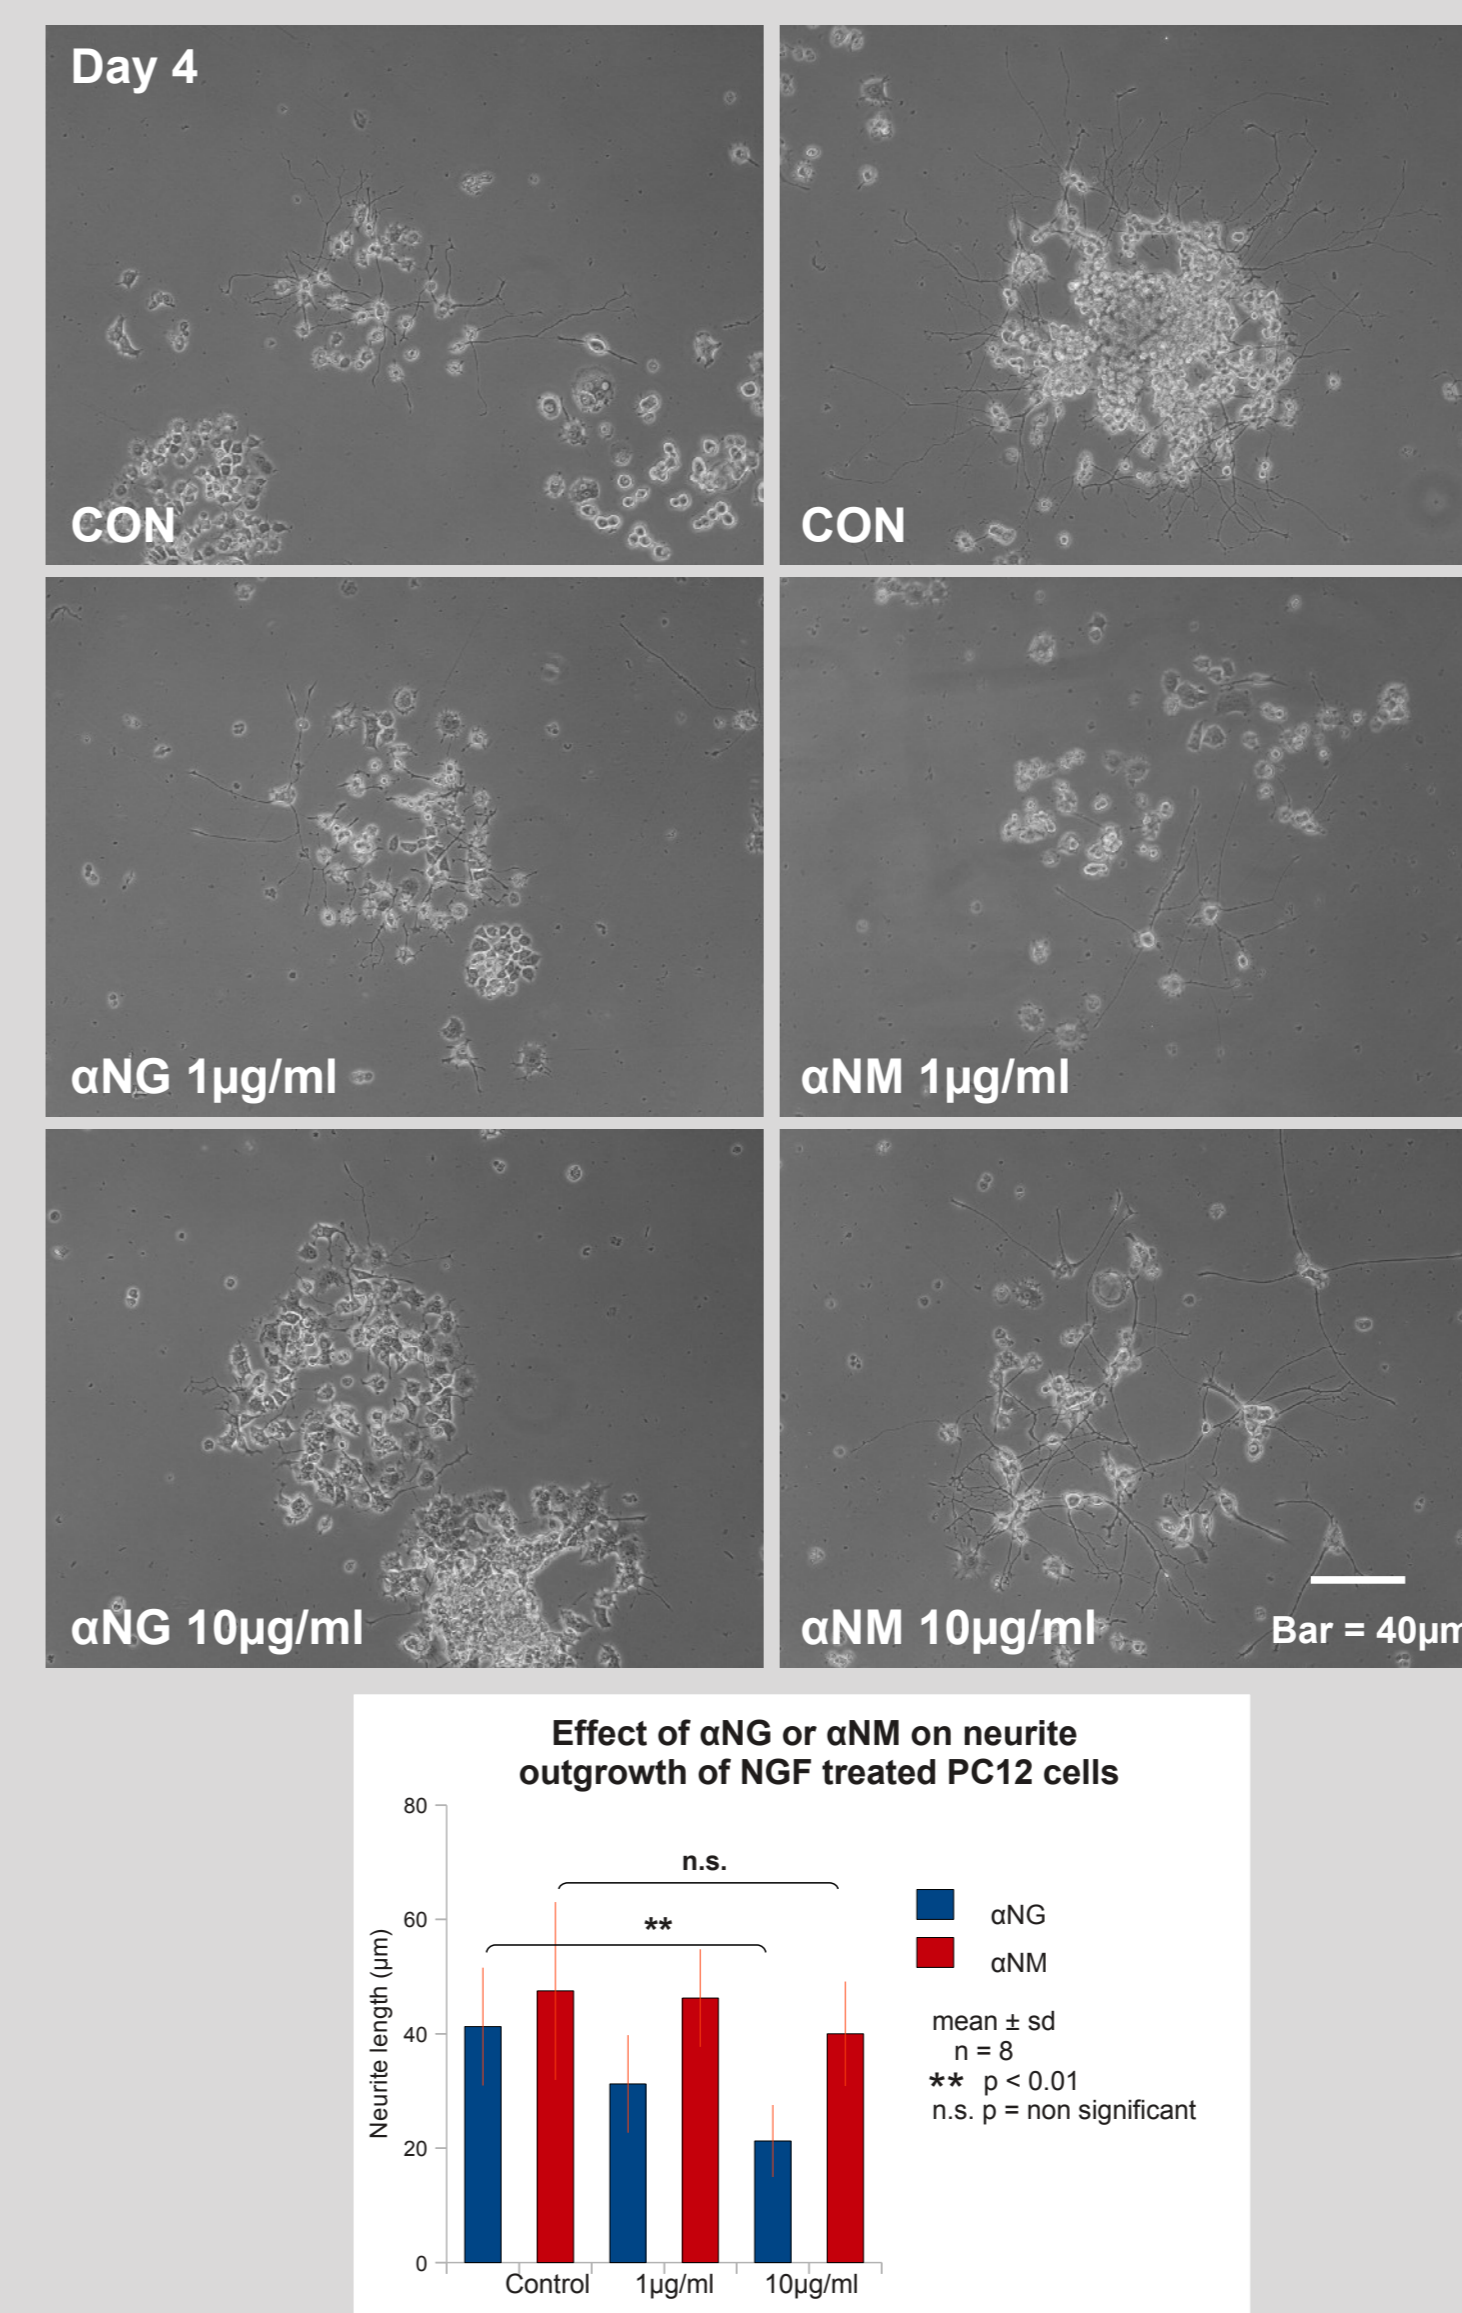 Day 4
CON
CON
αNG 1µg/ml
αNM 1µg/ml
αNG 10µg/ml
αNM 10µg/ml
Bar = 40µm
Effect of αNG or αNM on neurite
outgrowth of NGF treated PC12 cells
80
60
40
20
0
Neurite length (µm)
n.s.
**
Control
1µg/ml
10µg/ml
αNG
αNM
mean ± sd
n = 8
** p < 0.01
n.s. p = non significant